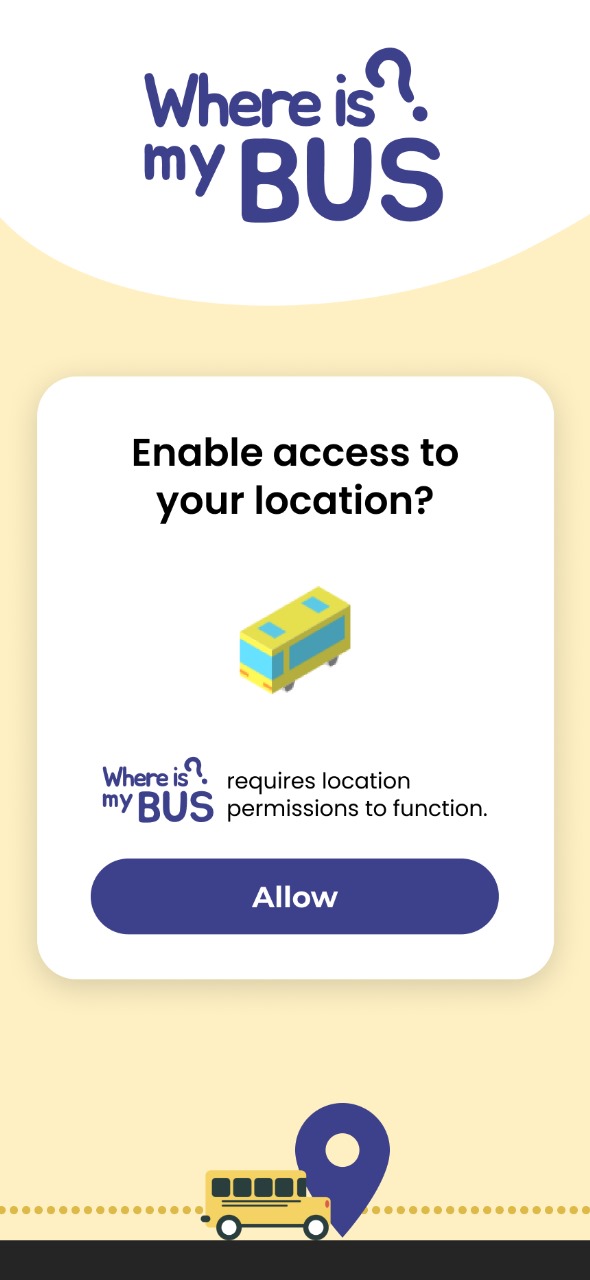 Where is?
my BUS
Enable access to
your location?
Where is?
my BUS
requires location
permissions to function.
Allow